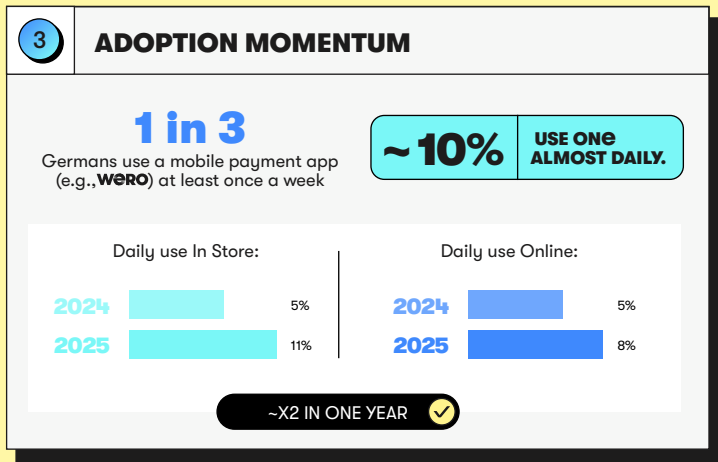 3
ADOPTION MOMENTUM
1 in 3
Germans use a mobile payment app
(e.g., wero) at least once a week
~10%
USE ONe
ALMOST DAILY.
Daily use In Store:
2024 5%
2025 11%
Daily use Online:
2024 5%
2025 8%
~X2 IN ONE YEAR